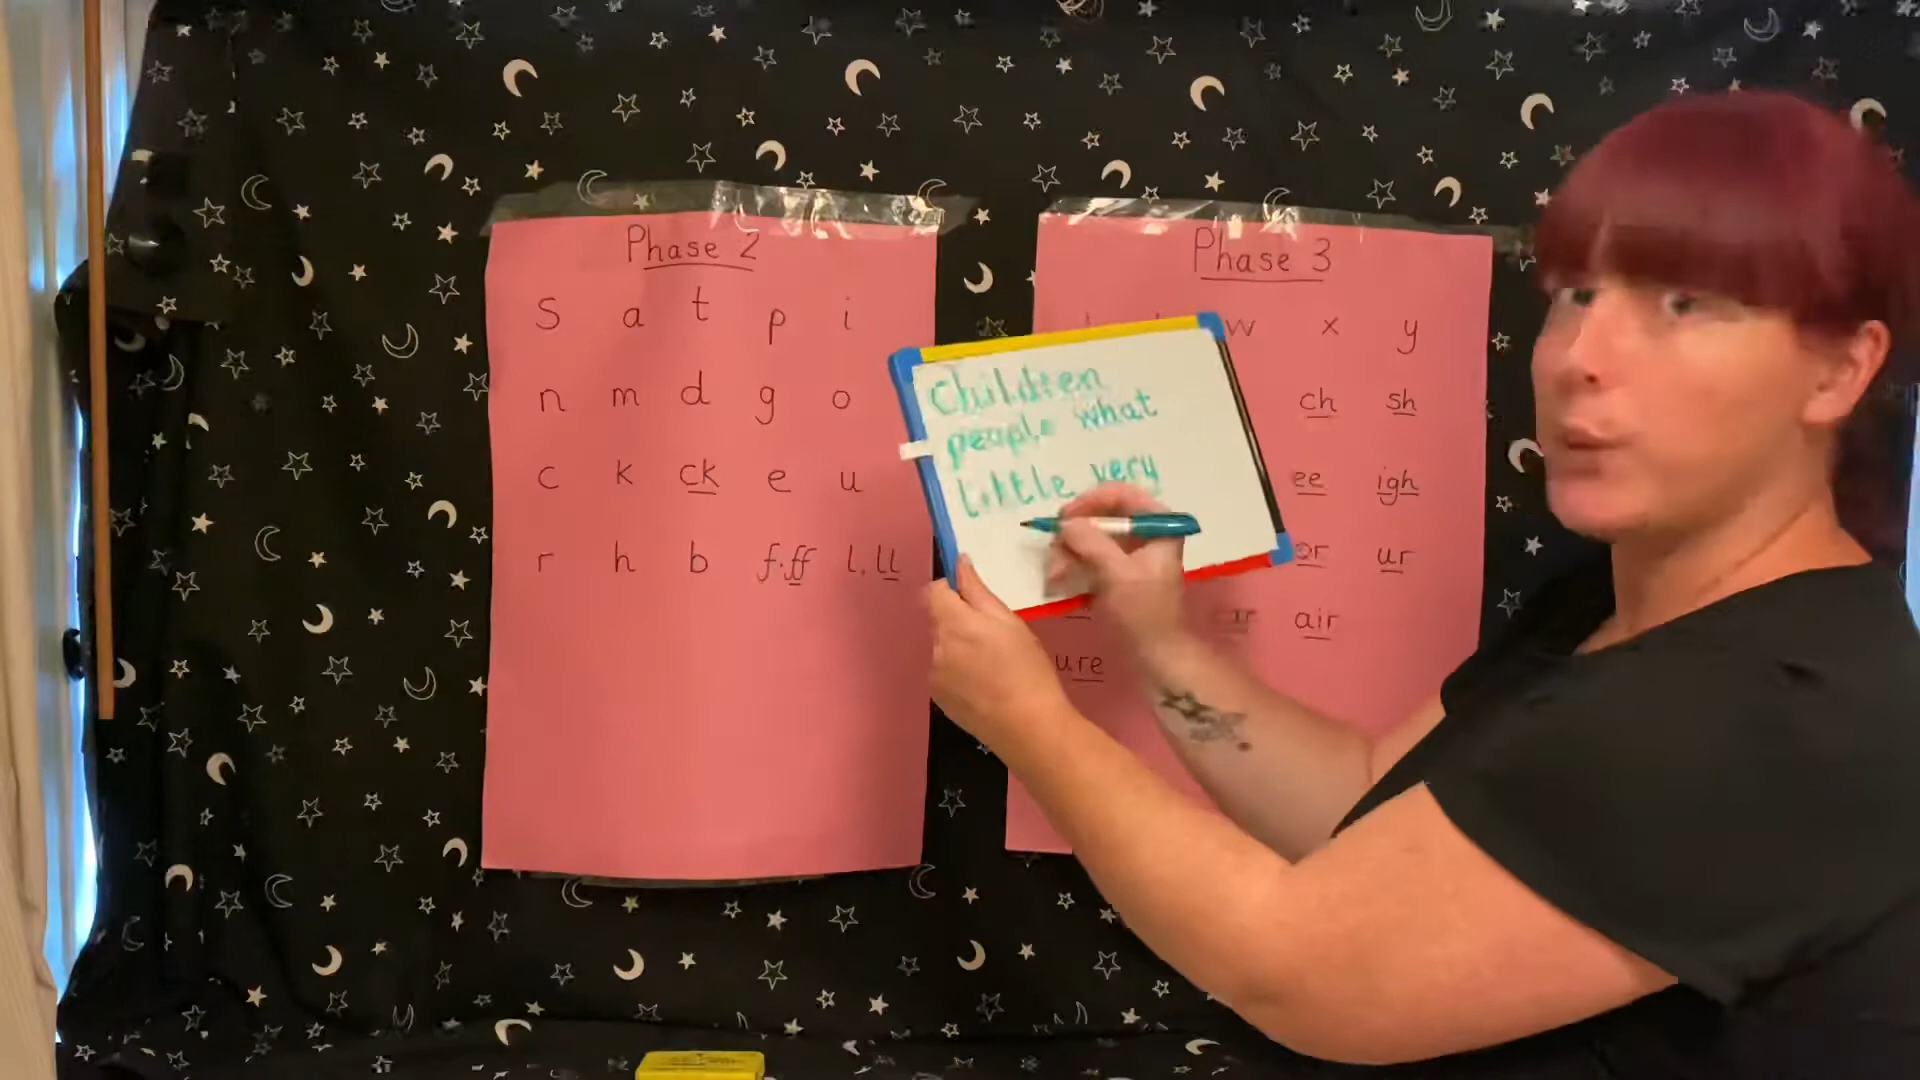 Phase 2
s a t p i
n m d g o
c k ck e u
r h b f.ff l.ll
Phase 3
w x y
ch sh
ee igh
or ur
air
ure
Children
people what
little very